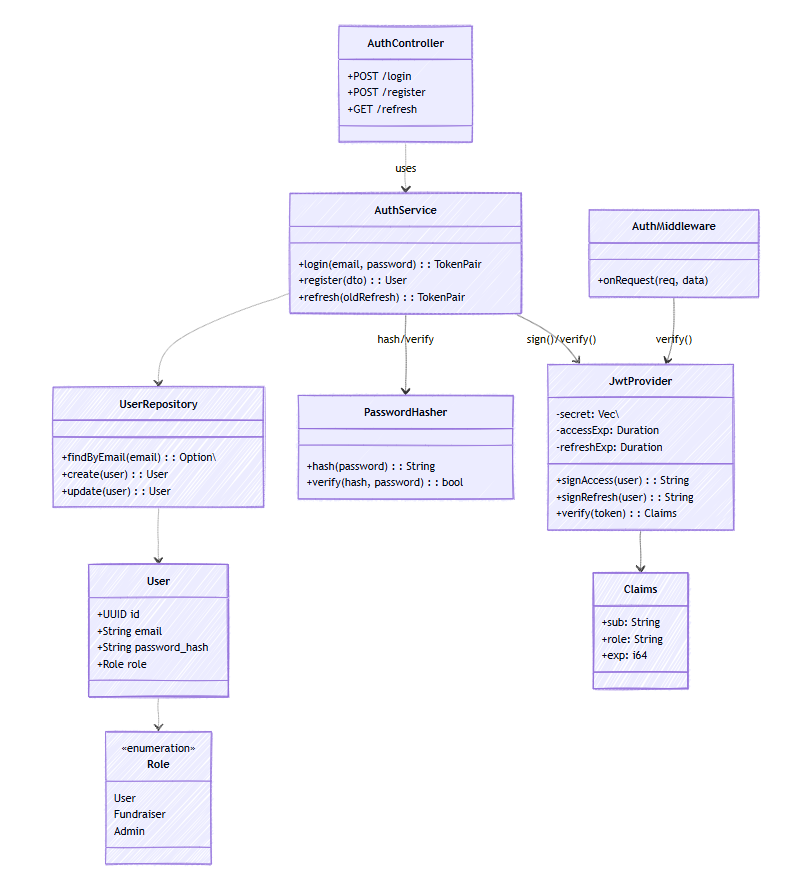 AuthController
+POST /login
+POST /register
+GET /refresh
uses
AuthService
+login(email, password) : : TokenPair
+register(dto) : : User
+refresh(oldRefresh) : : TokenPair
AuthMiddleware
+onRequest(req, data)
hash/verify
sign()/verify()
verify()
UserRepository
+findByEmail(email) : : Option\
+create(user) : : User
+update(user) : : User
PasswordHasher
+hash(password) : : String
+verify(hash, password) : : bool
JwtProvider
-secret: Vec\
-accessExp: Duration
-refreshExp: Duration
+signAccess(user) : : String
+signRefresh(user) : : String
+verify(token) : : Claims
User
+UUID id
+String email
+String password_hash
+Role role
Claims
+sub: String
+role: String
+exp: i64
«enumeration»
Role
User
Fundraiser
Admin